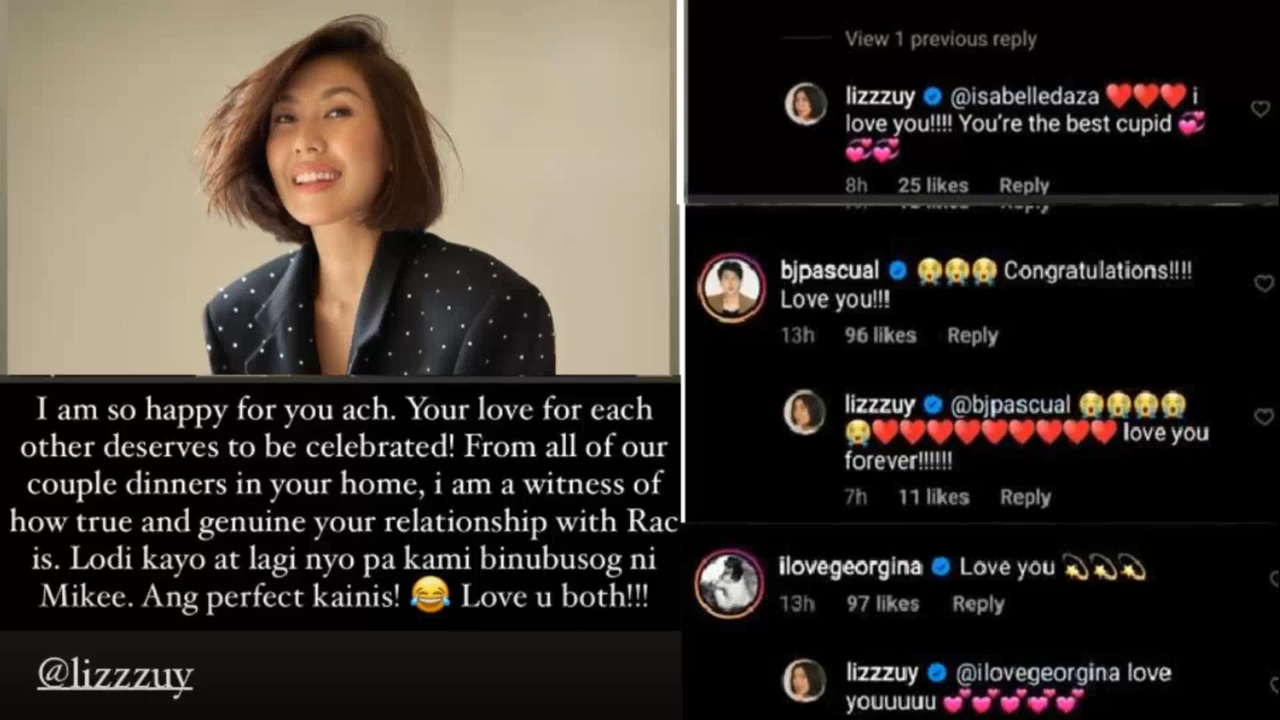 I am so happy for you ach. Your love for each
other deserves to be celebrated! From all of our
couple dinners in your home, i am a witness of
how true and genuine your relationship with Rac
is. Lodi kayo at lagi nyo pa kami binubusog ni
Mikee. Ang perfect kainis! 😂 Love u both!!!
@lizzzuy
View 1 previous reply
lizzzuy @isabelledaza ❤️❤️❤️ i
love you!!!! You're the best cupid 💞
💞💞
8h 25 likes Reply
bjpascual 😭😭😭 Congratulations!!!!
Love you!!!
13h 96 likes Reply
lizzzuy @bjpascual 😭😭😭😭
😭❤️❤️❤️❤️❤️❤️❤️❤️❤️ love you
forever!!!!!!
7h 11 likes Reply
ilovegeorgina Love you 💫💫💫
13h 97 likes Reply
lizzzuy @ilovegeorgina love
youuuuu 💕💕💕💕💕